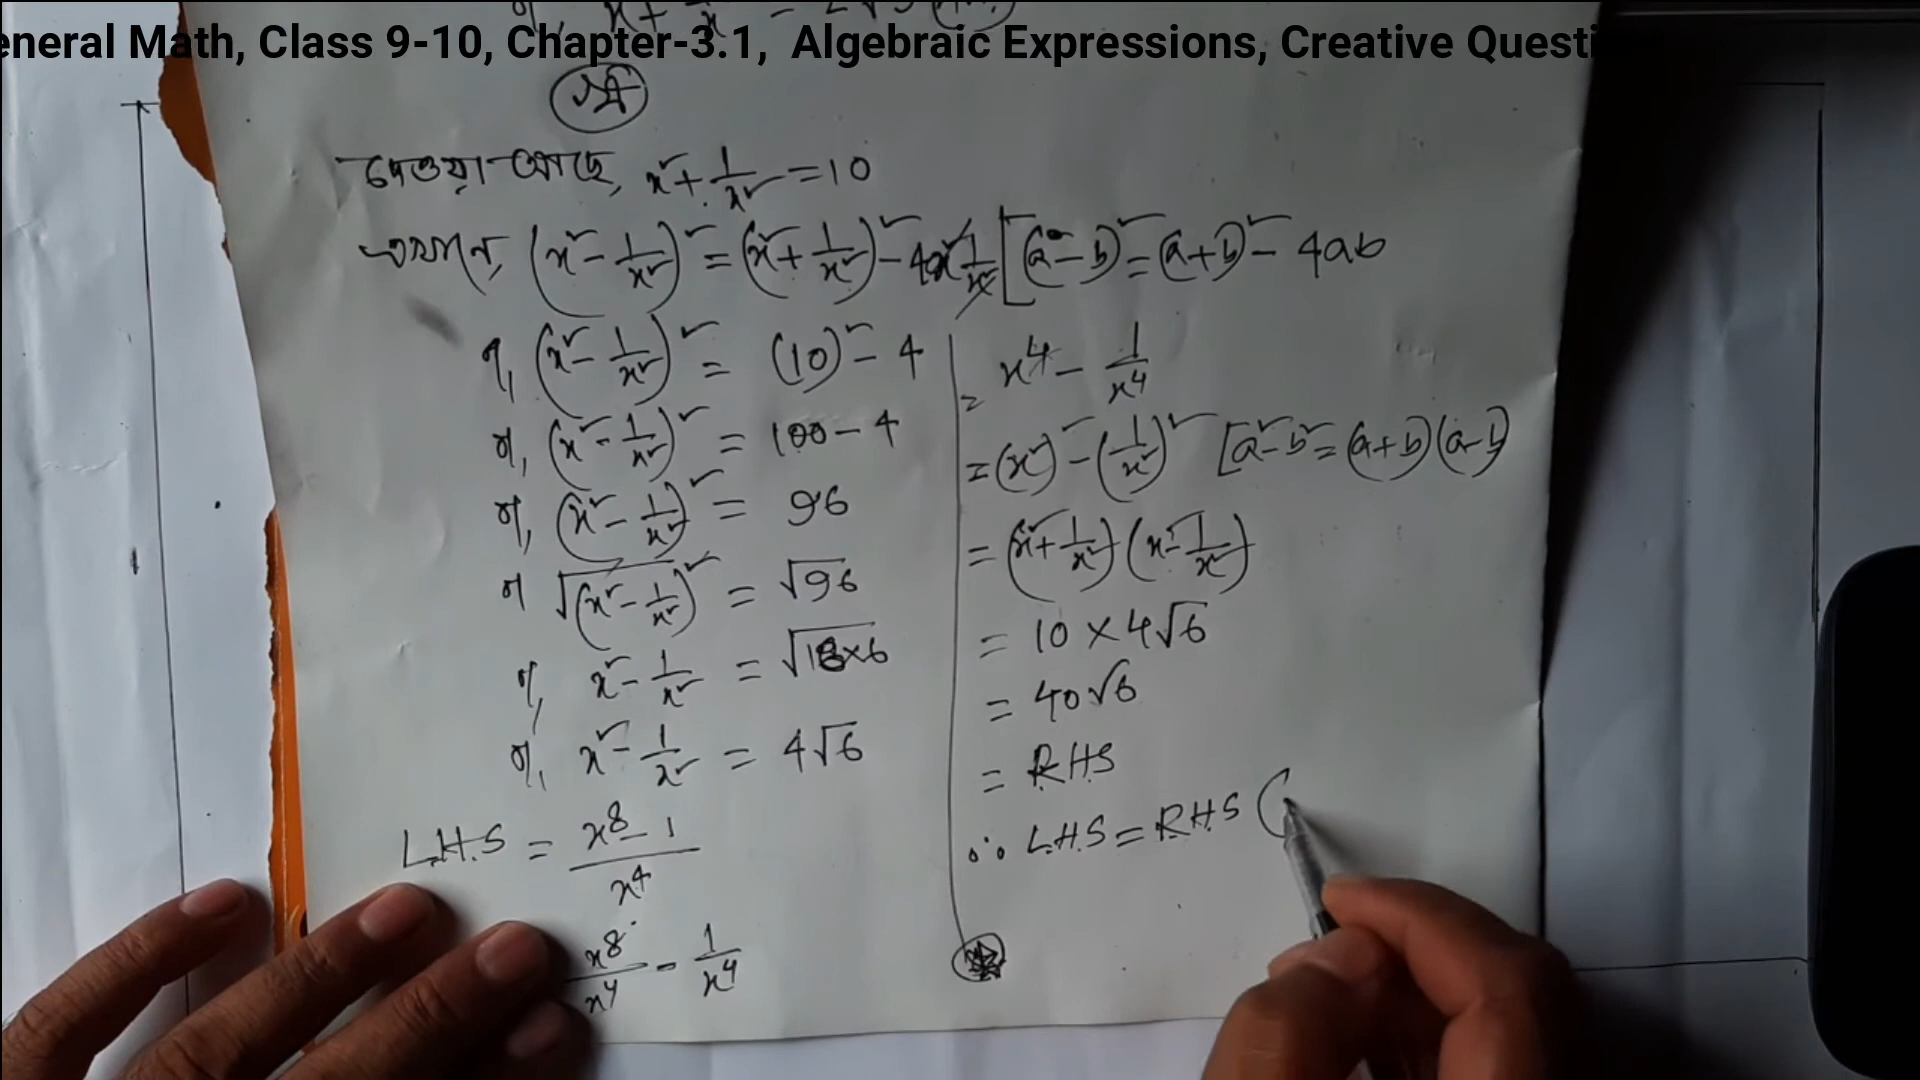 General Math, Class 9-10, Chapter-3.1, Algebraic Expressions, Creative Questi
দেওয়া আছে, x² + 1/x² = 10
(x² - 1/x²)² = (x² + 1/x²)² - 4x² 1/x² [(a - b)² = (a+b)² - 4ab
বা, (x² - 1/x²)² = (10)² - 4
বা, (x² - 1/x²)² = 100 - 4
বা, (x² - 1/x²)² = 96
বা √(x² - 1/x²)² = √96
বা, x² - 1/x² = √16×6
বা, x² - 1/x² = 4√6
L.H.S = x⁸ - 1 / x⁴
x⁸/x⁴ - 1/x⁴
= x⁴ - 1/x⁴
= (x²)² - (1/x²)² [a² - b² = (a+b)(a-b)
= (x² + 1/x²)(x² - 1/x²)
= 10 × 4√6
= 40√6
= RHS
∴ L.H.S = R.H.S (